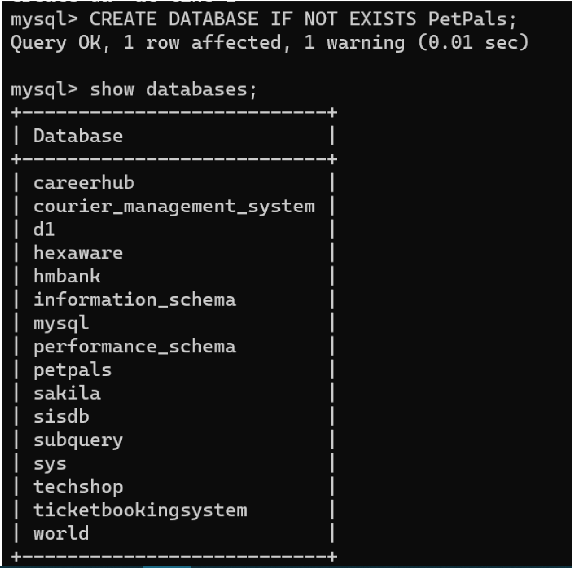 mysql> CREATE DATABASE IF NOT EXISTS PetPals;
Query OK, 1 row affected, 1 warning (0.01 sec)
mysql> show databases;
+---------------------------+
| Database                  |
+---------------------------+
| careerhub                 |
| courier_management_system |
| d1                        |
| hexaware                  |
| hmbank                    |
| information_schema        |
| mysql                     |
| performance_schema        |
| petpals                   |
| sakila                    |
| sisdb                     |
| subquery                  |
| sys                       |
| techshop                  |
| ticketbookingsystem       |
| world                     |
+---------------------------+